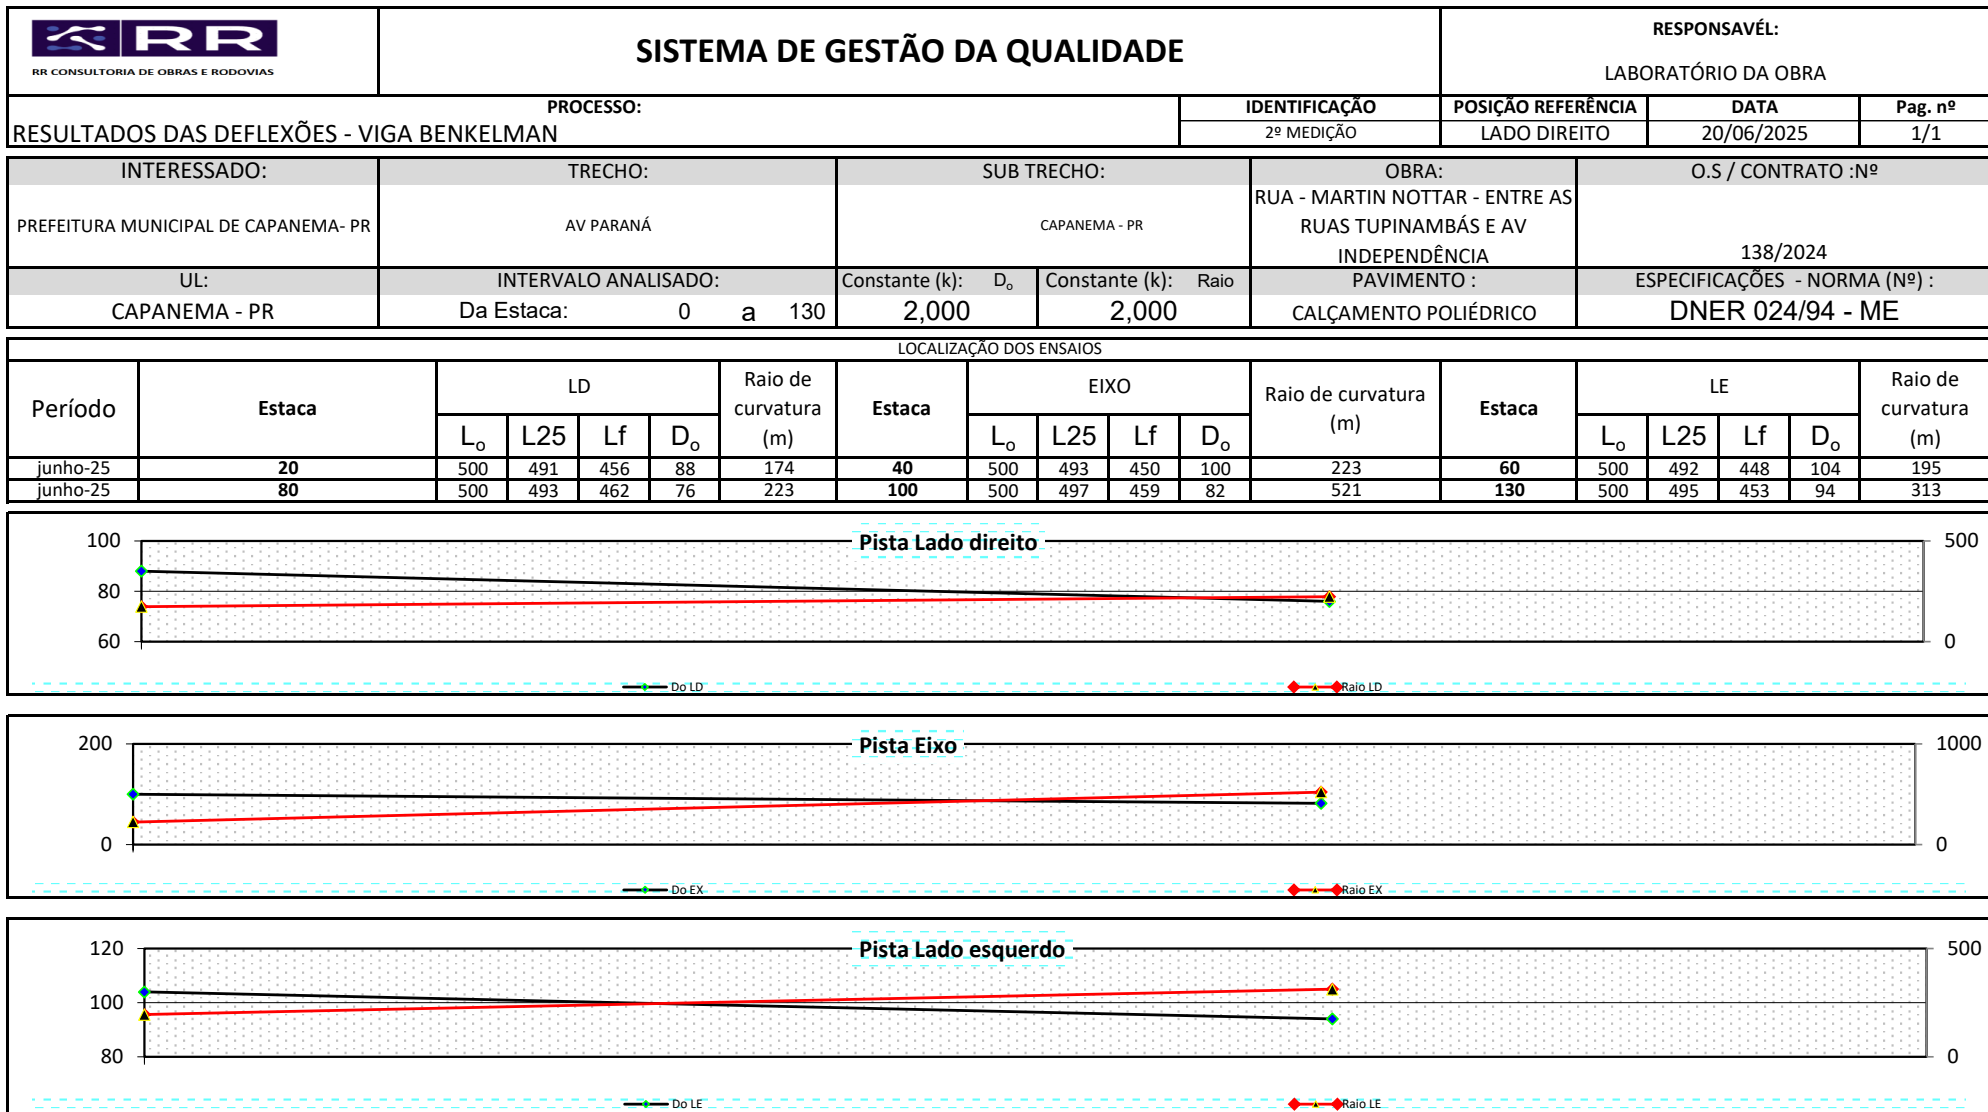 RR
RR CONSULTORIA DE OBRAS E RODOVIAS
SISTEMA DE GESTÃO DA QUALIDADE
RESPONSAVÉL:
LABORATÓRIO DA OBRA
PROCESSO:
RESULTADOS DAS DEFLEXÕES - VIGA BENKELMAN
IDENTIFICAÇÃO POSIÇÃO REFERÊNCIA DATA Pag. nº
2º MEDIÇÃO LADO DIREITO 20/06/2025 1/1
INTERESSADO: TRECHO: SUB TRECHO: OBRA: O.S / CONTRATO :Nº
PREFEITURA MUNICIPAL DE CAPANEMA- PR
AV PARANÁ
CAPANEMA - PR
RUA - MARTIN NOTTAR - ENTRE AS
RUAS TUPINAMBÁS E AV
INDEPENDÊNCIA
138/2024
UL: INTERVALO ANALISADO: Constante (k): Do Constante (k): Raio PAVIMENTO : ESPECIFICAÇÕES - NORMA (Nº) :
CAPANEMA - PR Da Estaca: 0 a 130 2,000 2,000 CALÇAMENTO POLIÉDRICO DNER 024/94 - ME
LOCALIZAÇÃO DOS ENSAIOS
Período
Estaca
LD
Lo L25 Lf Do
Raio de
curvatura
(m)
Estaca
EIXO
Lo L25 Lf Do
Raio de curvatura
(m)
Estaca
LE
Lo L25 Lf Do
Raio de
curvatura
(m)
junho-25 20 500 491 456 88 174 40 500 493 450 100 223 60 500 492 448 104 195
junho-25 80 500 493 462 76 223 100 500 497 459 82 521 130 500 495 453 94 313
Pista Lado direito
100 500
80
60 0
Do LD Raio LD
Pista Eixo
200 1000
0 0
Do EX Raio EX
Pista Lado esquerdo
120 500
100
80 0
Do LE Raio LE